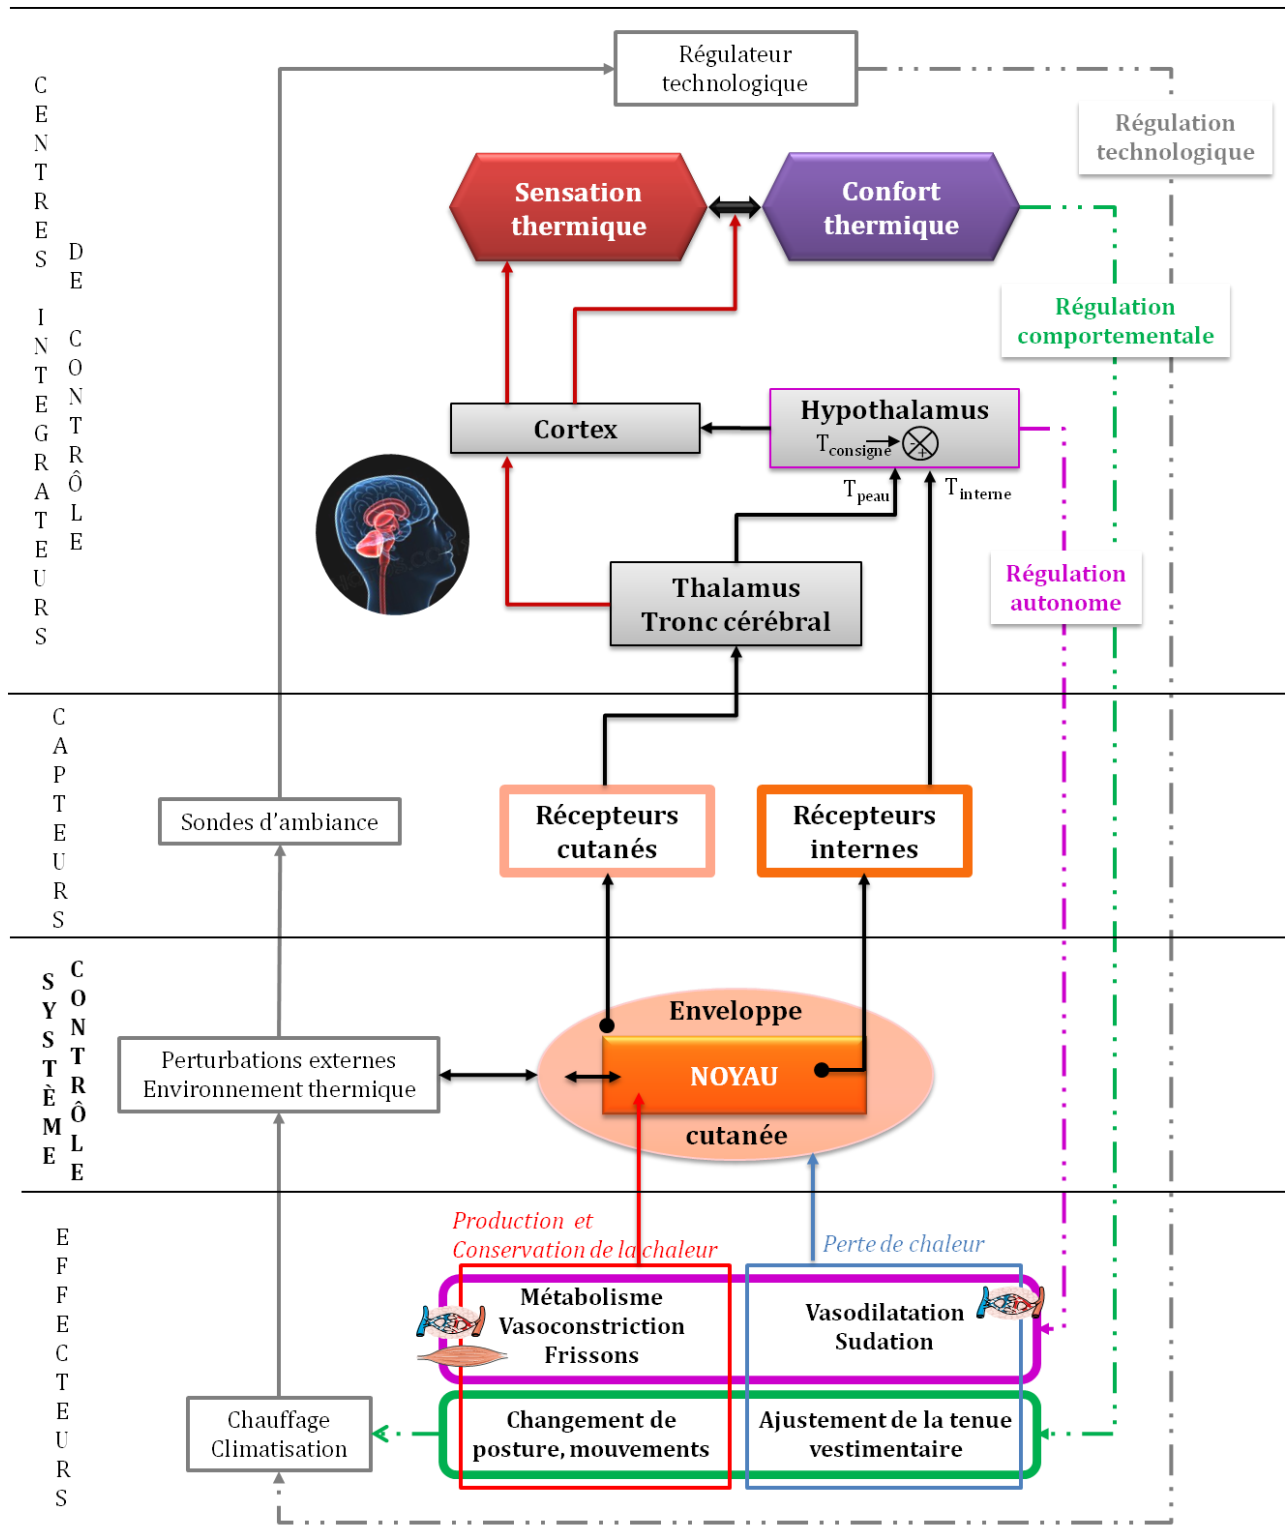 Régulateur
technologique
CENTRES INTEGRATEURS
DE CONTRÔLE
Régulation
technologique
Sensation
thermique
Confort
thermique
Régulation
comportementale
Cortex
Hypothalamus
Tconsigne
-
+
Tpeau
Tinterne
Régulation
autonome
Thalamus
Tronc cérébral
CAPTEURS
Sondes d'ambiance
Récepteurs
cutanés
Récepteurs
internes
SYSTÈME
CONTRÔLE
Enveloppe
Perturbations externes
Environnement thermique
NOYAU
cutanée
EFFECTEURS
Production et
Conservation de la chaleur
Perte de chaleur
Métabolisme
Vasoconstriction
Frissons
Vasodilatation
Sudation
Chauffage
Climatisation
Changement de
posture, mouvements
Ajustement de la tenue
vestimentaire